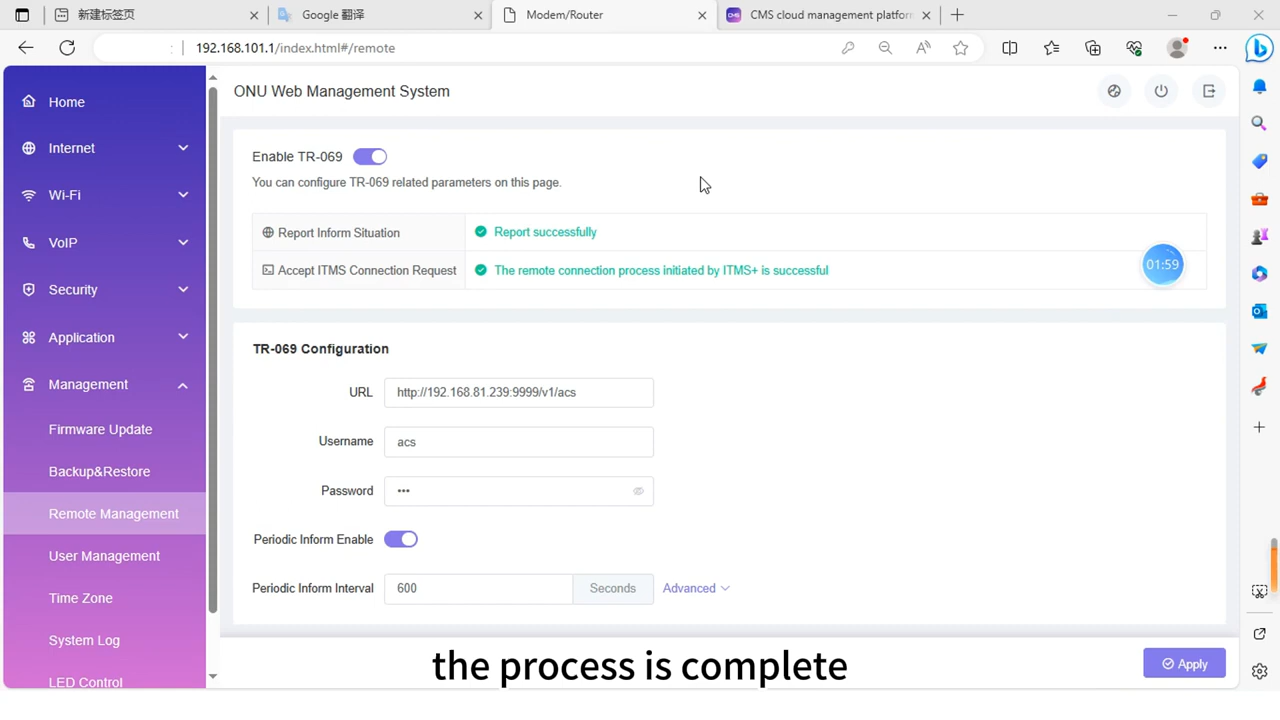 新建标签页
Google 翻译
Modem/Router
CMS cloud management platform
192.168.101.1/index.html#/remote
Home
Internet
Wi-Fi
VoIP
Security
Application
Management
Firmware Update
Backup&Restore
Remote Management
User Management
Time Zone
System Log
LED Control
ONU Web Management System
Enable TR-069
You can configure TR-069 related parameters on this page.
Report Inform Situation
Report successfully
Accept ITMS Connection Request
The remote connection process initiated by ITMS+ is successful
01:59
TR-069 Configuration
URL
http://192.168.81.239:9999/v1/acs
Username
acs
Password
•••
Periodic Inform Enable
Periodic Inform Interval
600
Seconds
Advanced
Apply
the process is complete